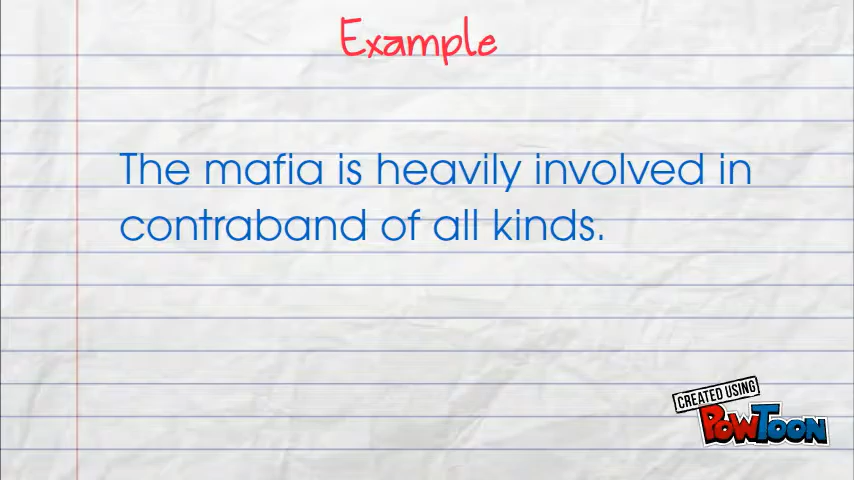 Example
The mafia is heavily involved in
contraband of all kinds.
CREATED USING
POWTOON